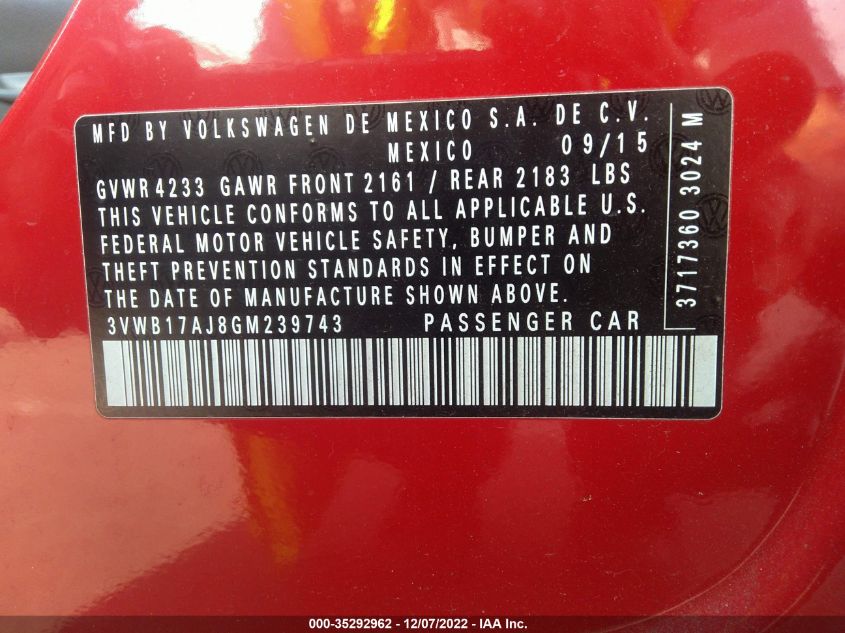 MFD BY VOLKSWAGEN DE MEXICO S.A. DE C.V.
MEXICO 09/15
GVWR 4233 GAWR FRONT 2161 / REAR 2183 LBS
THIS VEHICLE CONFORMS TO ALL APPLICABLE U.S.
FEDERAL MOTOR VEHICLE SAFETY, BUMPER AND
THEFT PREVENTION STANDARDS IN EFFECT ON
THE DATE OF MANUFACTURE SHOWN ABOVE.
3VWB17AJ8GM239743 PASSENGER CAR
3717360 3024 M
000-35292962 - 12/07/2022 - IAA Inc.